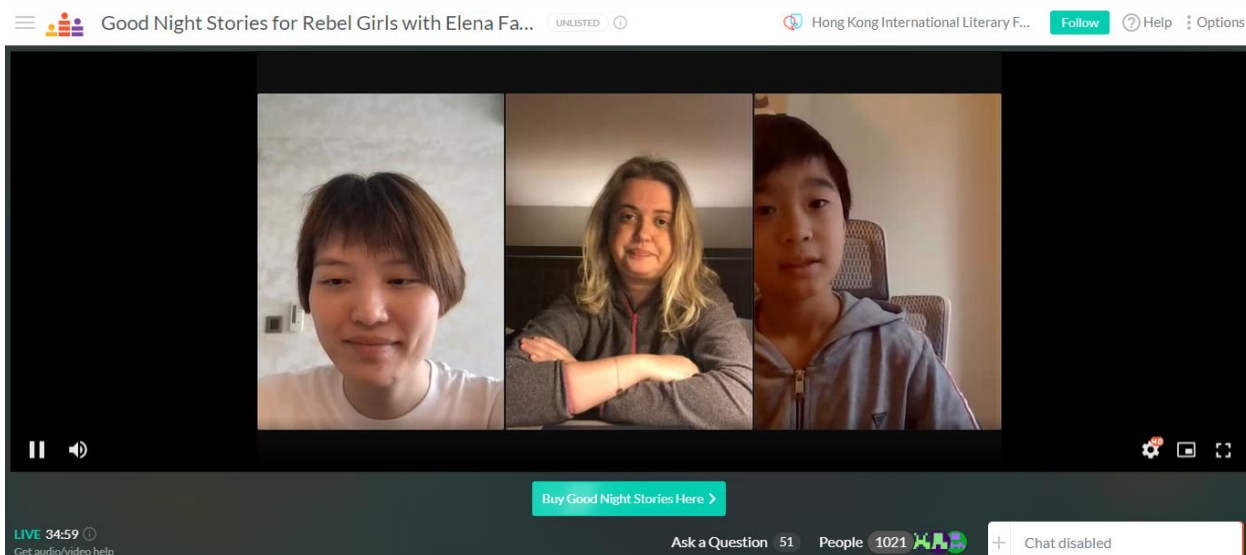 Good Night Stories for Rebel Girls with Elena Fa... UNLISTED Hong Kong International Literary F... Follow Help Options
HD
Buy Good Night Stories Here
LIVE 34:59
Get audio/video help
Ask a Question 51 People 1021 Chat disabled